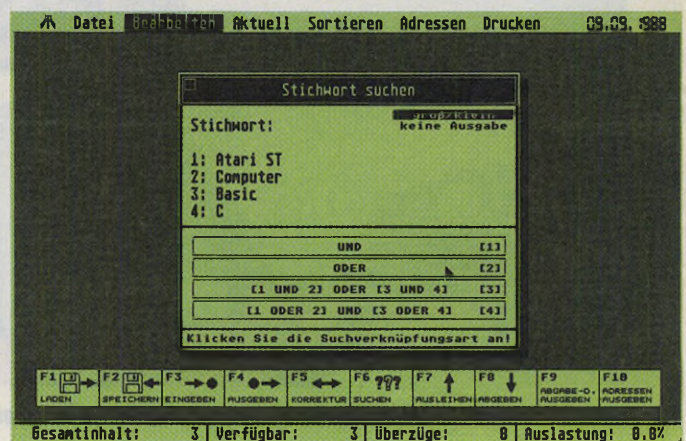 Datei Bearbeiten Aktuell Sortieren Adressen Drucken 09.09.1988
Stichwort suchen
groß/klein
Stichwort: keine Ausgabe
1: Atari ST
2: Computer
3: Basic
4: C
UND [1]
ODER [2]
[1 UND 2] ODER [3 UND 4] [3]
[1 ODER 2] UND [3 ODER 4] [4]
Klicken Sie die Suchverknüpfungsart an!
F1 F2 F3 F4 F5 F6 ??? F7 F8 F9 F10
LADEN SPEICHERN EINGEBEN AUSGEBEN KORREKTUR SUCHEN AUSLEIHEN ABGEBEN ABGABE-D. AUSGEBEN ADRESSEN AUSGEBEN
Gesamtinhalt: 3 | Verfügbar: 3 | Überzüge: 0 | Auslastung: 0.0%